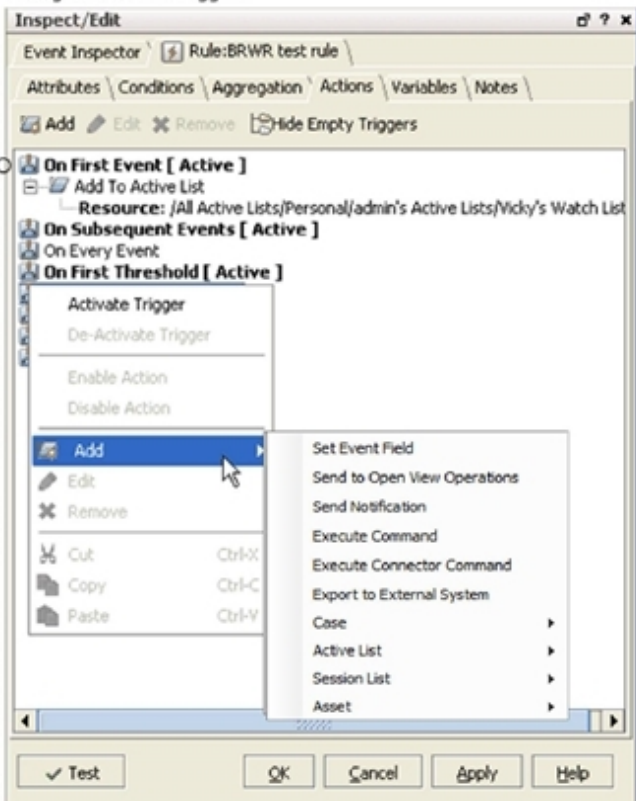 Inspect/Edit
Event Inspector Rule:BRWR test rule
Attributes Conditions Aggregation Actions Variables Notes
Add Edit Remove Hide Empty Triggers
On First Event [ Active ]
Add To Active List
Resource: /All Active Lists/Personal/admin's Active Lists/Vicky's Watch List
On Subsequent Events [ Active ]
On Every Event
On First Threshold [ Active ]
Activate Trigger
De-Activate Trigger
Enable Action
Disable Action
Add
Edit
Remove
Cut Ctrl-X
Copy Ctrl-C
Paste Ctrl-V
Set Event Field
Send to Open View Operations
Send Notification
Execute Command
Execute Connector Command
Export to External System
Case
Active List
Session List
Asset
Test OK Cancel Apply Help